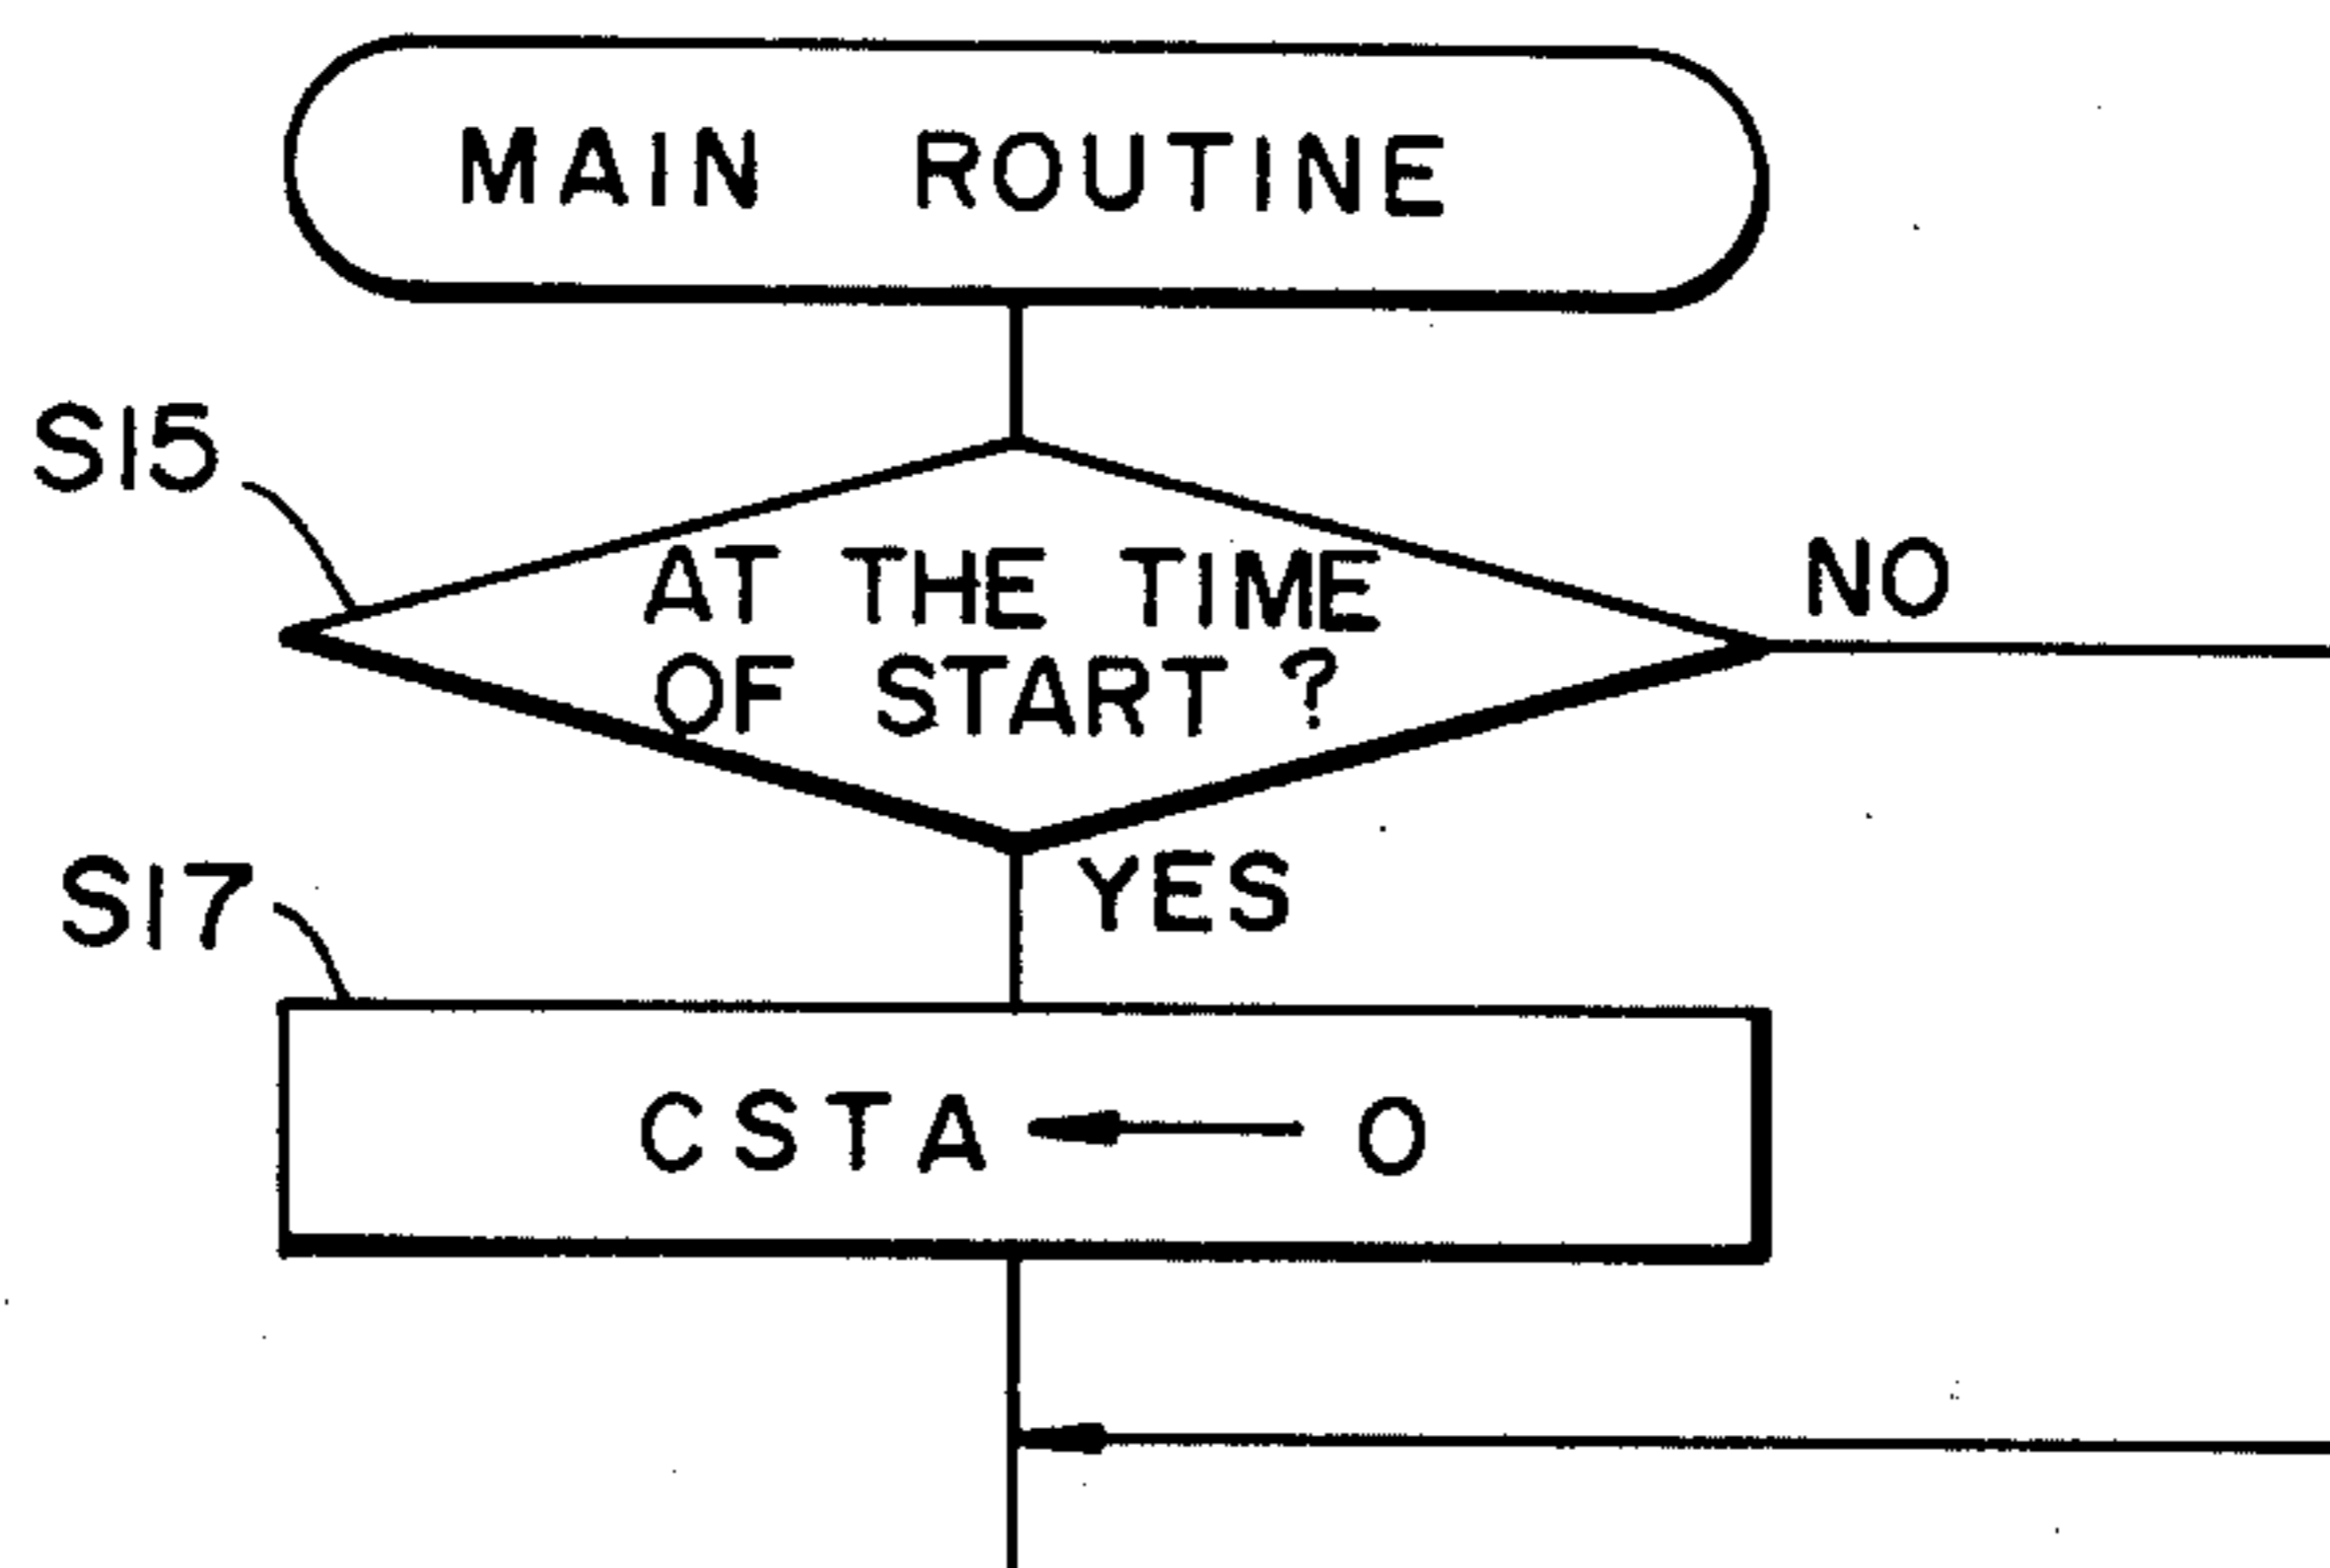 MAIN ROUTINE
S15
AT THE TIME
OF START ?
NO
YES
S17
CSTA ← 0